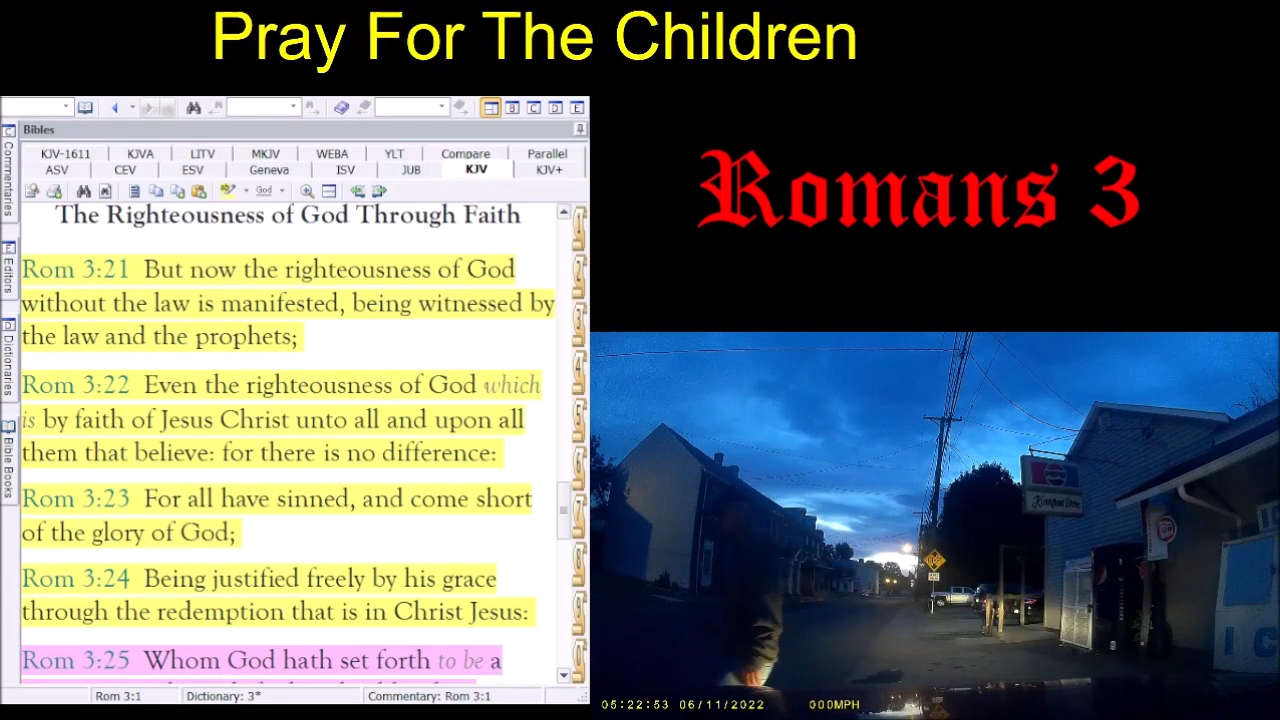 Pray For The Children
Bibles
KJV-1611 KJVA LITV MKJV WEBA YLT Compare Parallel
ASV CEV ESV Geneva ISV JUB KJV KJV+
God
B C D E
C Commentaries
E Editors
D Dictionaries
Bible Books
The Righteousness of God Through Faith
Rom 3:21 But now the righteousness of God
without the law is manifested, being witnessed by
the law and the prophets;
Rom 3:22 Even the righteousness of God which
is by faith of Jesus Christ unto all and upon all
them that believe: for there is no difference:
Rom 3:23 For all have sinned, and come short
of the glory of God;
Rom 3:24 Being justified freely by his grace
through the redemption that is in Christ Jesus:
Rom 3:25 Whom God hath set forth to be a
Rom 3:1 Dictionary: 3* Commentary: Rom 3:1
Romans 3
I C
05:22:53 06/11/2022 000MPH